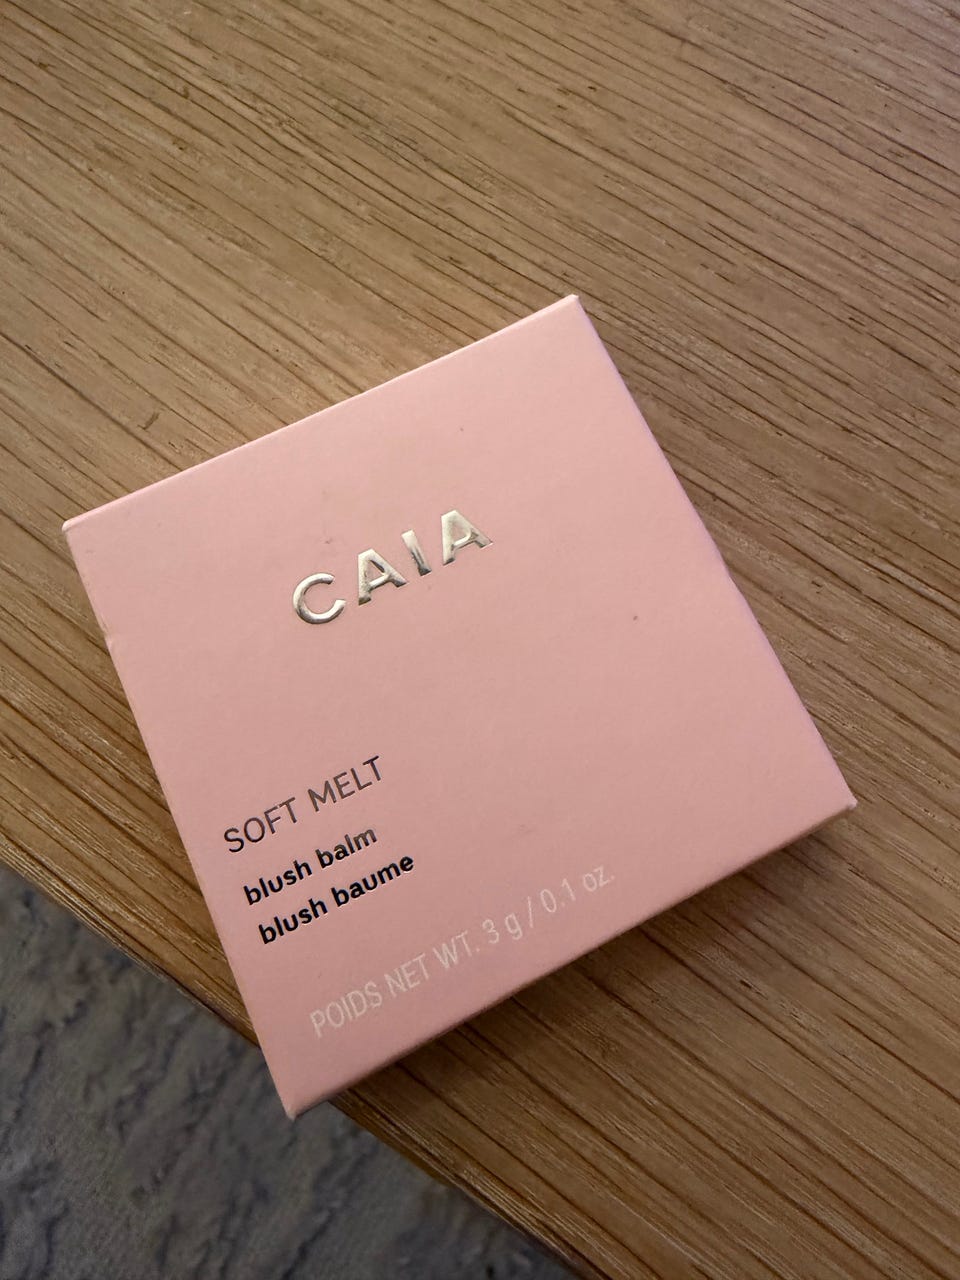 CAIA
SOFT MELT
blush balm
blush baume
POIDS NET WT. 3 g / 0.1 oz.